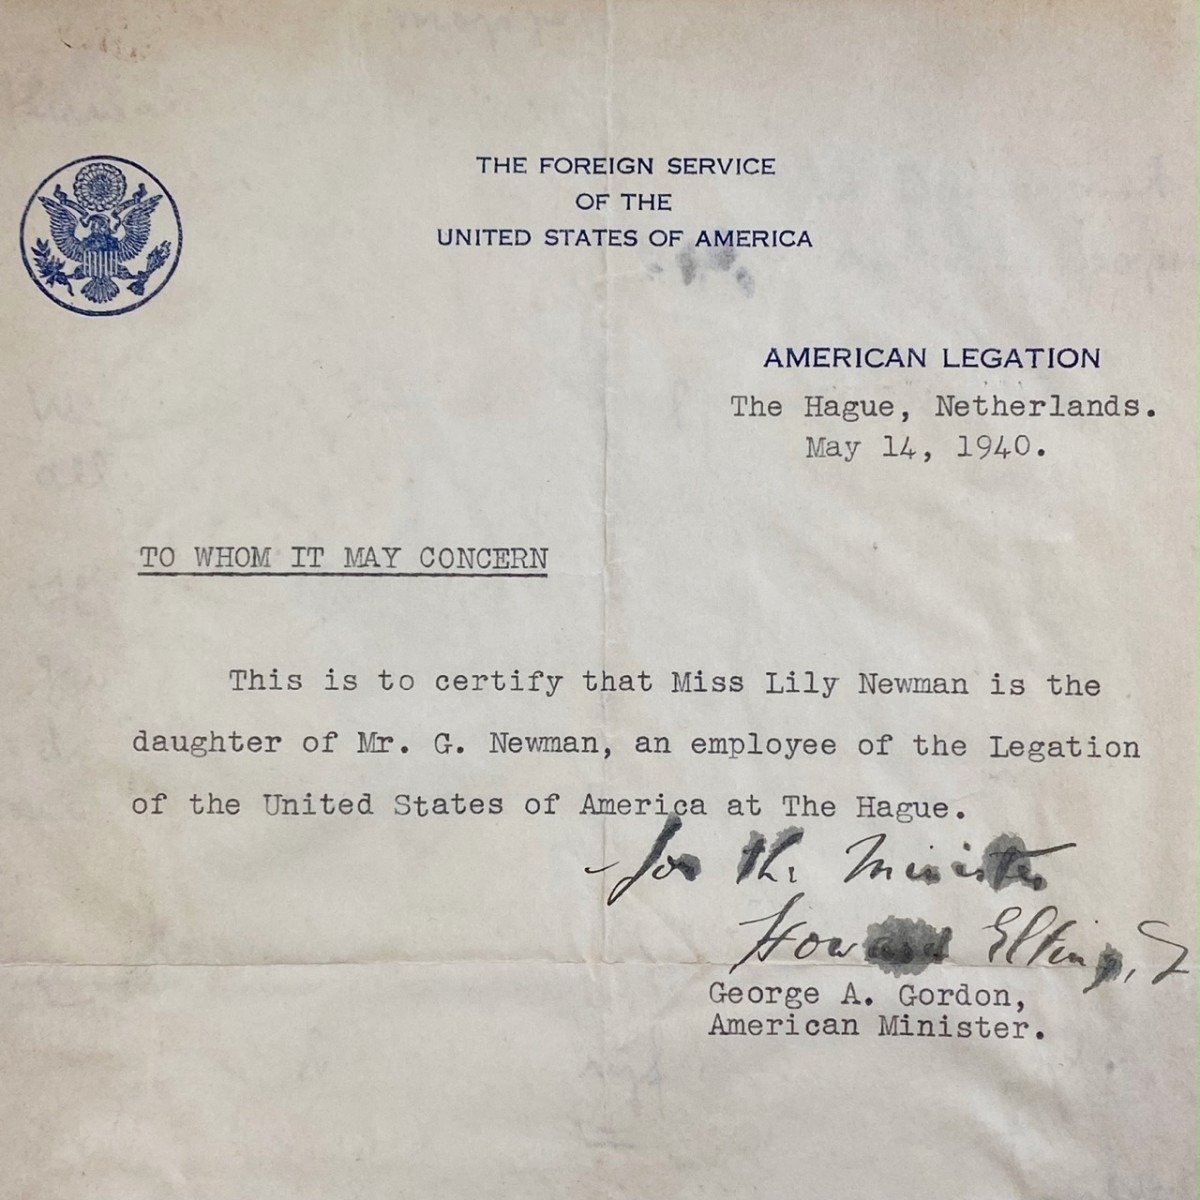 THE FOREIGN SERVICE
OF THE
UNITED STATES OF AMERICA
AMERICAN LEGATION
The Hague, Netherlands.
May 14, 1940.
TO WHOM IT MAY CONCERN
This is to certify that Miss Lily Newman is the
daughter of Mr. G. Newman, an employee of the Legation
of the United States of America at The Hague.
for the Minister
Howard Elting, J
George A. Gordon,
American Minister.